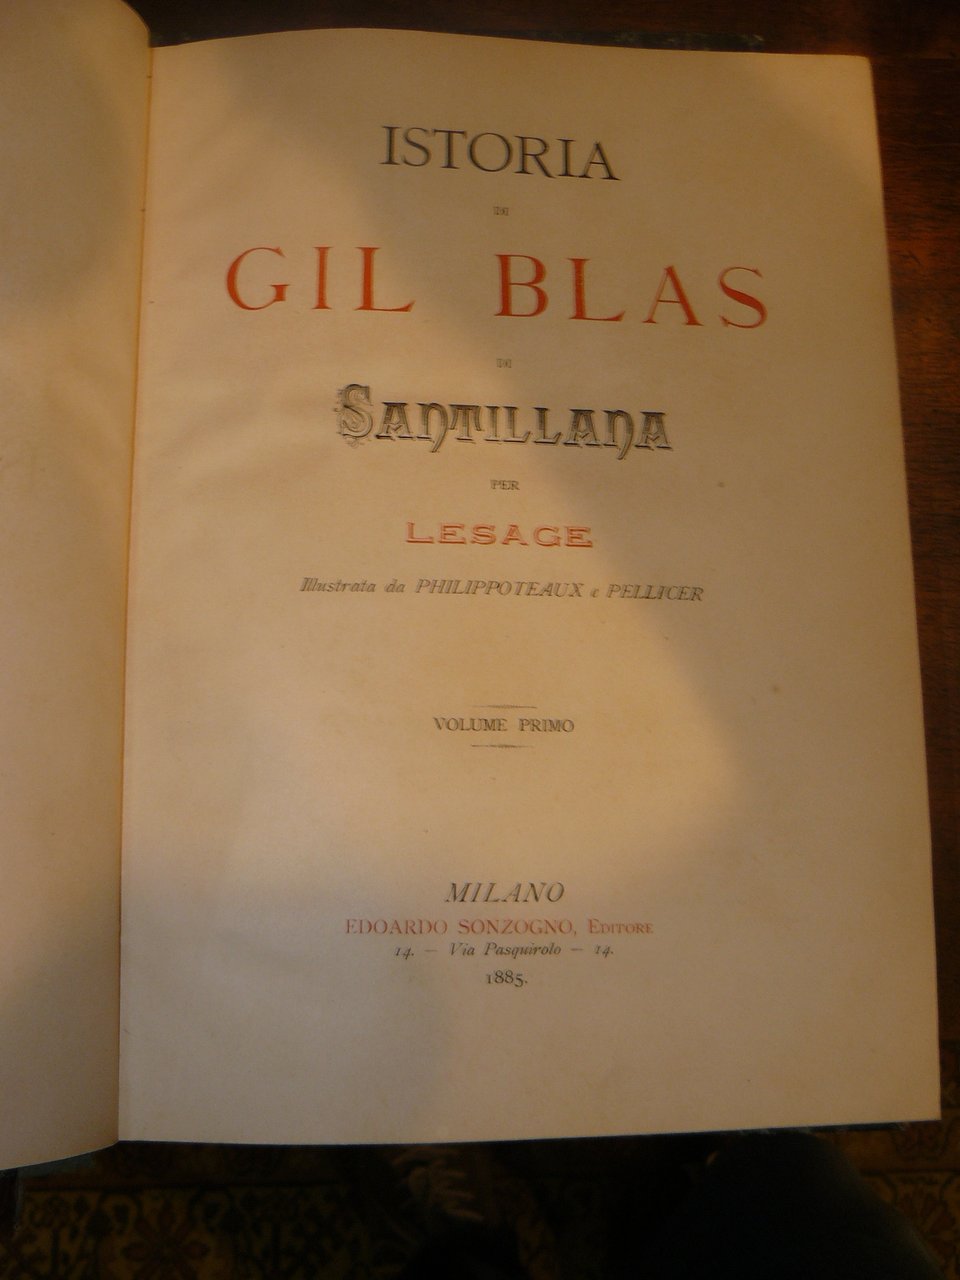 ISTORIA
DI
GIL BLAS
DI
SANTILLANA
PER
LESAGE
Illustrata da PHILIPPOTEAUX e PELLICER
VOLUME PRIMO
MILANO
EDOARDO SONZOGNO, EDITORE
14. — Via Pasquirolo — 14.
1885.